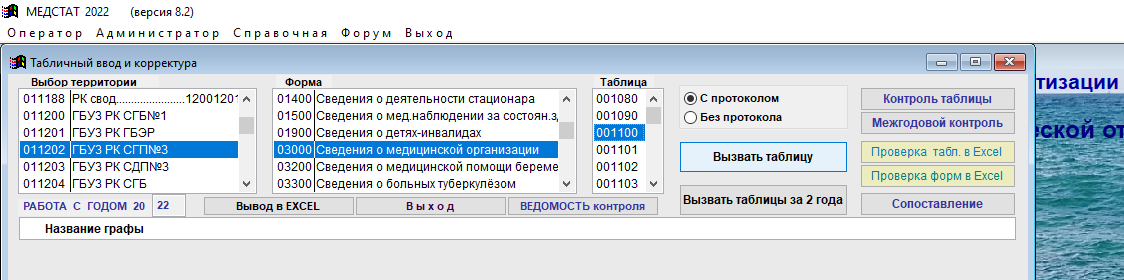 МЕДСТАТ 2022 (версия 8.2)
Оператор Администратор Справочная Форум Выход
Табличный ввод и корректура
Выбор территории
011188 РК свод.......................12001201
011200 ГБУЗ РК СГБ№1
011201 ГБУЗ РК ГБЭР
011202 ГБУЗ РК СГП№3
011203 ГБУЗ РК СДП№3
011204 ГБУЗ РК СГБ
Форма
01400 Сведения о деятельности стационара
01500 Сведения о мед.наблюдении за состоян.з,
01900 Сведения о детях-инвалидах
03000 Сведения о медицинской организации
03200 Сведения о медицинской помощи береме
03300 Сведения о больных туберкулёзом
Таблица
001080
001090
001100
001101
001102
001103
С протоколом
Без протокола
Вызвать таблицу
Вызвать таблицы за 2 года
Контроль таблицы
Межгодовой контроль
Проверка табл. в Excel
Проверка форм в Excel
Сопоставление
РАБОТА С ГОДОМ 20 22
Вывод в EXCEL
Выход
ВЕДОМОСТЬ контроля
Название графы
тизации
еской от